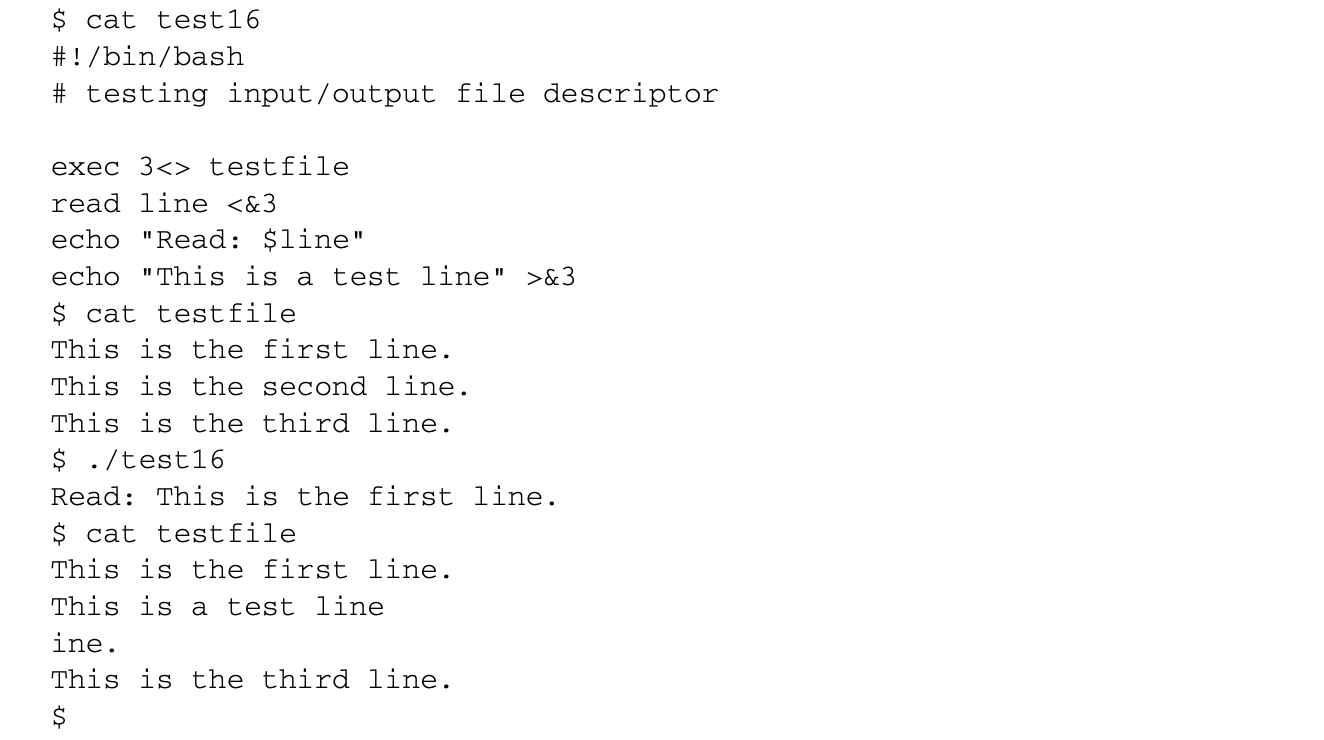 $ cat test16
#!/bin/bash
# testing input/output file descriptor

exec 3<> testfile
read line <&3
echo "Read: $line"
echo "This is a test line" >&3
$ cat testfile
This is the first line.
This is the second line.
This is the third line.
$ ./test16
Read: This is the first line.
$ cat testfile
This is the first line.
This is a test line
ine.
This is the third line.
$